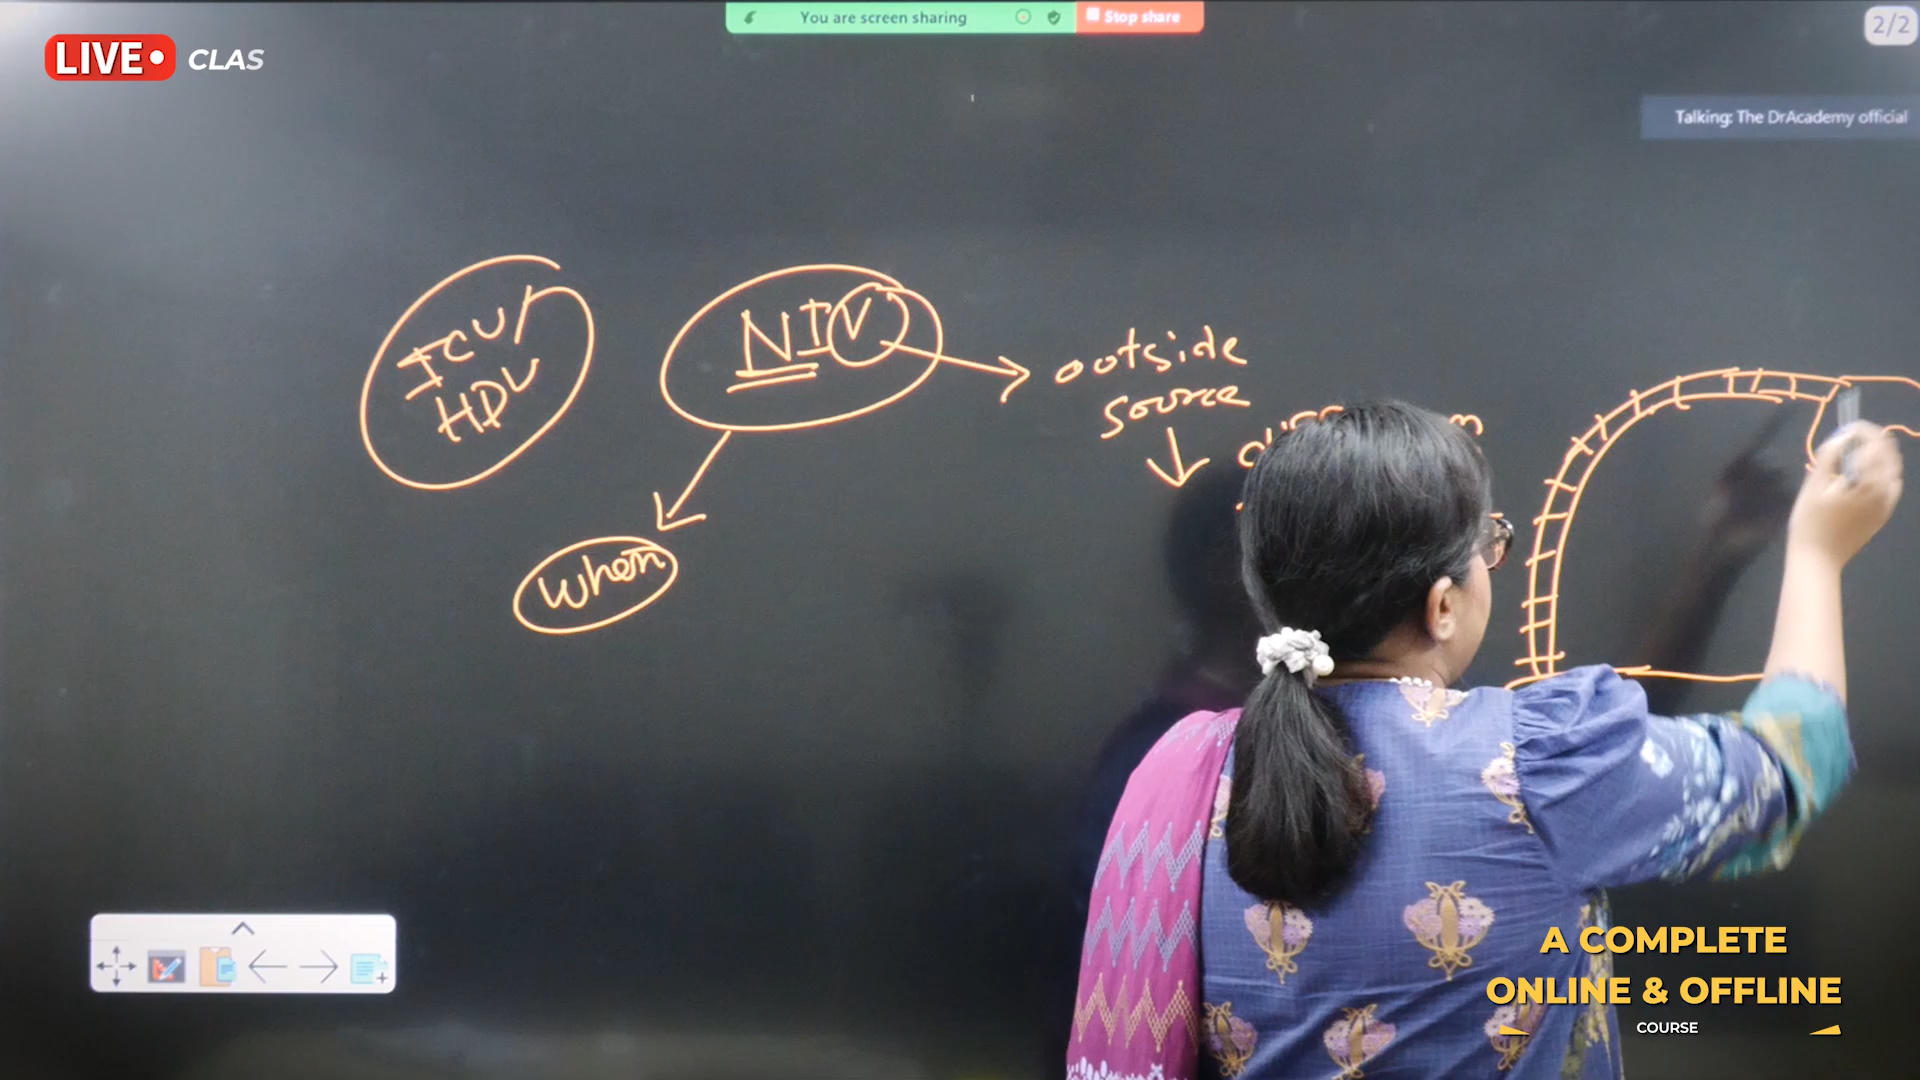 You are screen sharing
Stop share
2/2
LIVE CLAS
Talking: The DrAcademy official
ICU/
HDU
NIV
outside
source
when
A COMPLETE
ONLINE & OFFLINE
COURSE